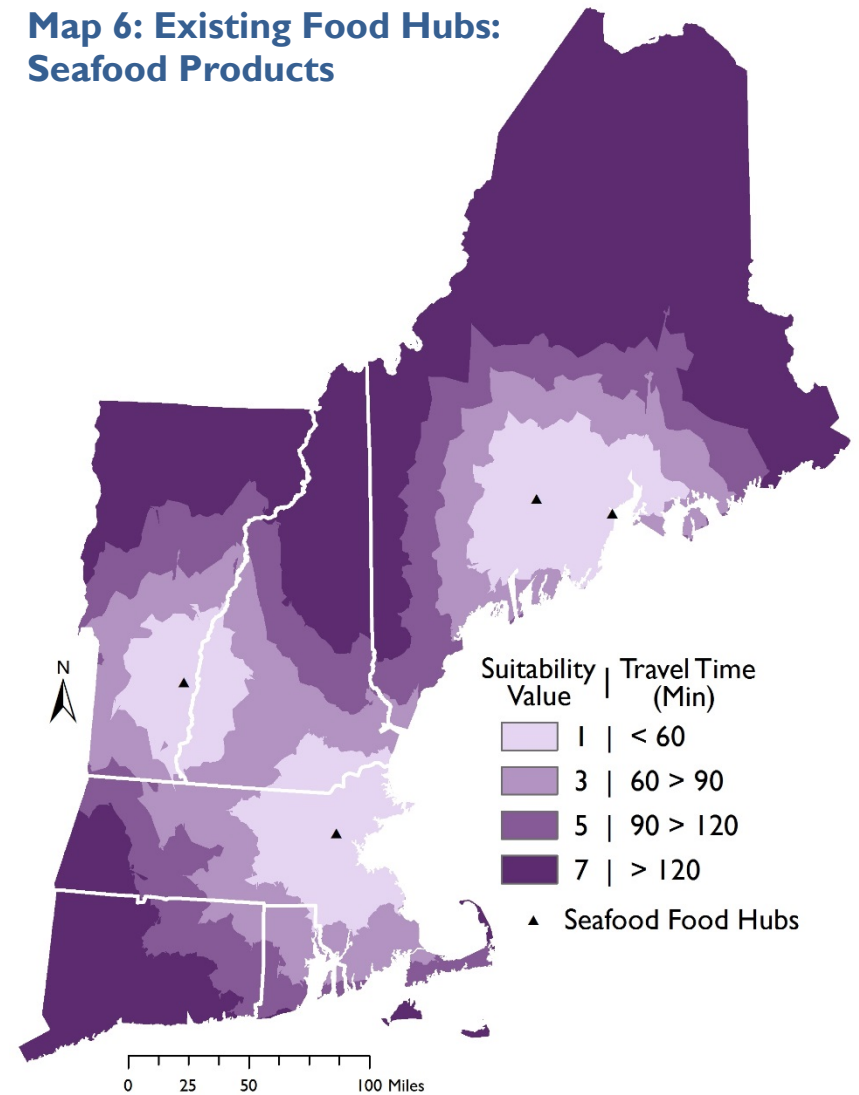 Map 6: Existing Food Hubs:
Seafood Products
N
Suitability | Travel Time
Value (Min)
1 | < 60
3 | 60 > 90
5 | 90 > 120
7 | > 120
Seafood Food Hubs
0 25 50 100 Miles